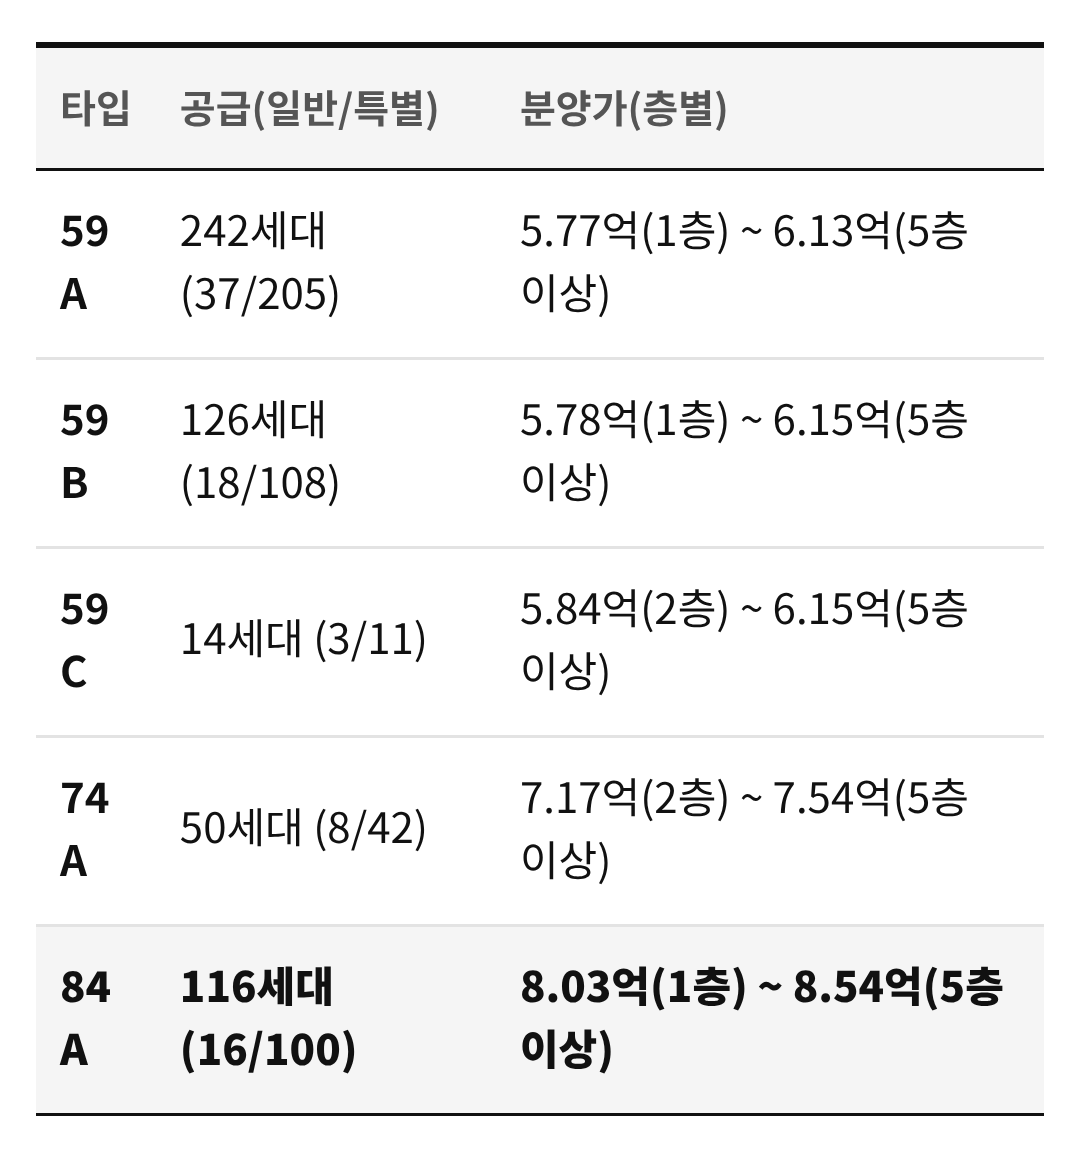 타입 공급(일반/특별) 분양가(층별)
59 242세대 5.77억(1층) ~ 6.13억(5층
A (37/205) 이상)
59 126세대 5.78억(1층) ~ 6.15억(5층
B (18/108) 이상)
59 5.84억(2층) ~ 6.15억(5층
14세대 (3/11)
C 이상)
74 7.17억(2층) ~ 7.54억(5층
50세대 (8/42)
A 이상)
84 116세대 8.03억(1층) ~ 8.54억(5층
A (16/100) 이상)